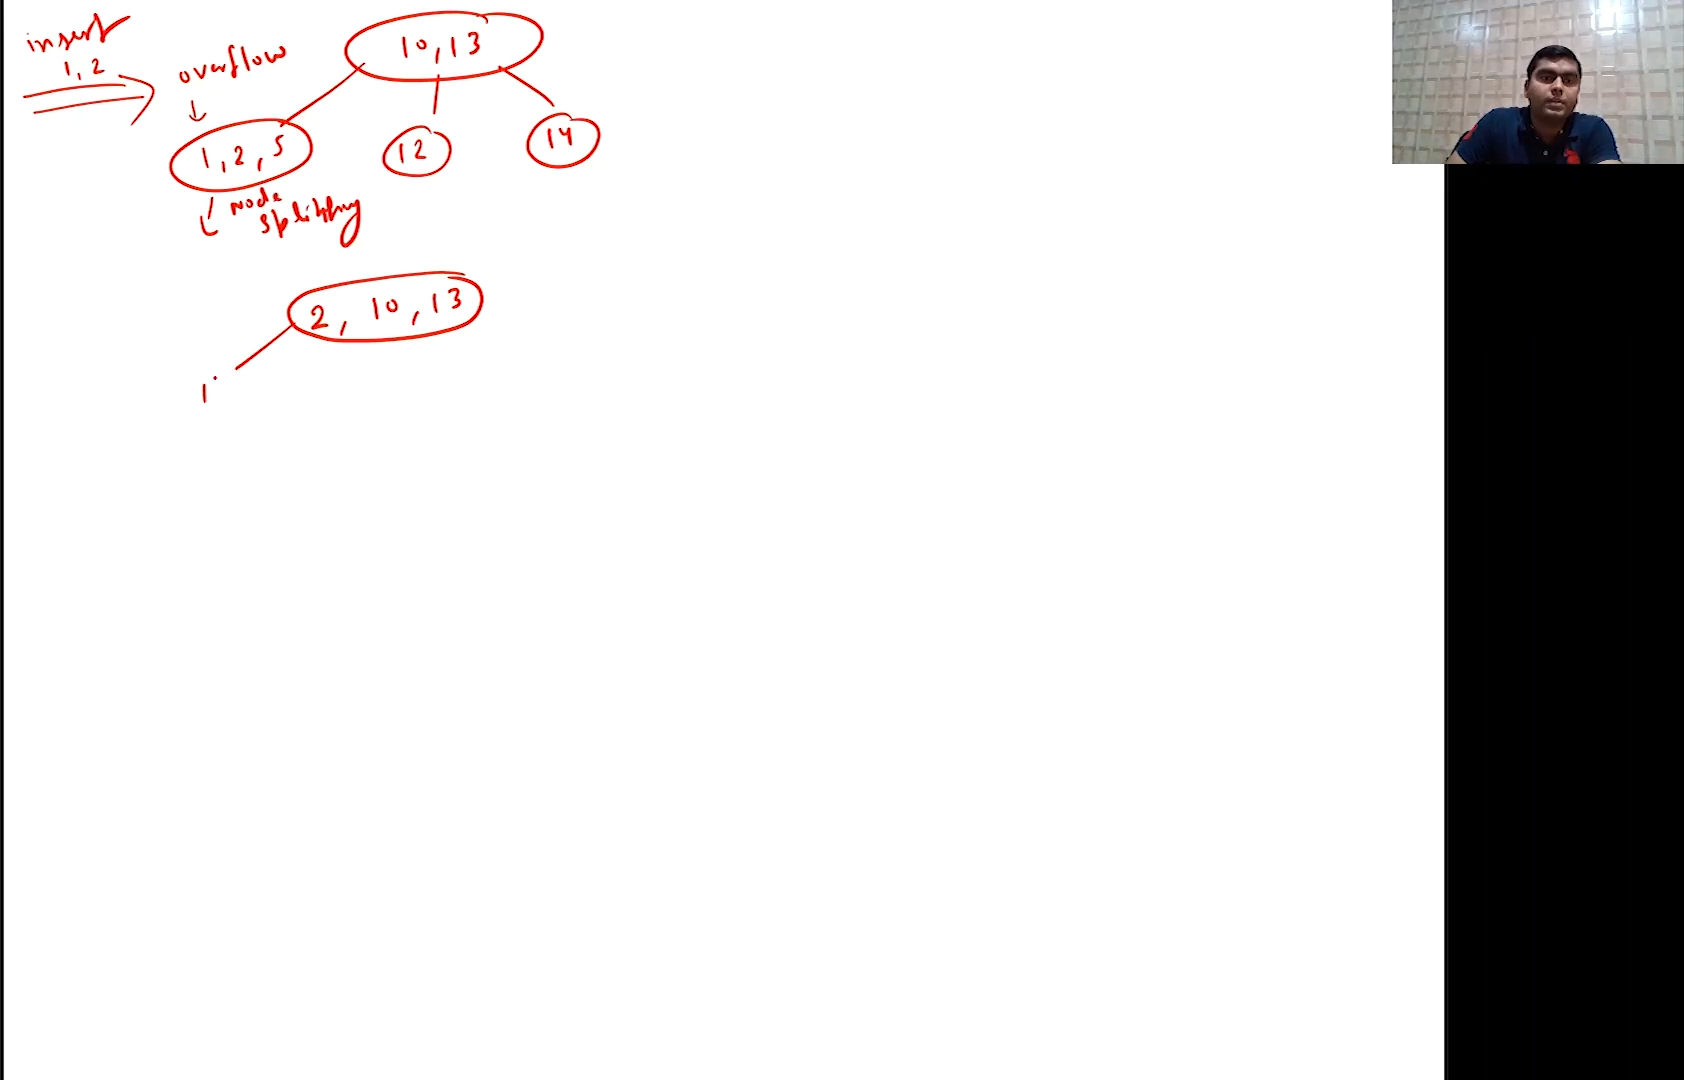 insert
1, 2
overflow
10, 13
1, 2, 5
12
14
Node
splitting
2, 10, 13
1